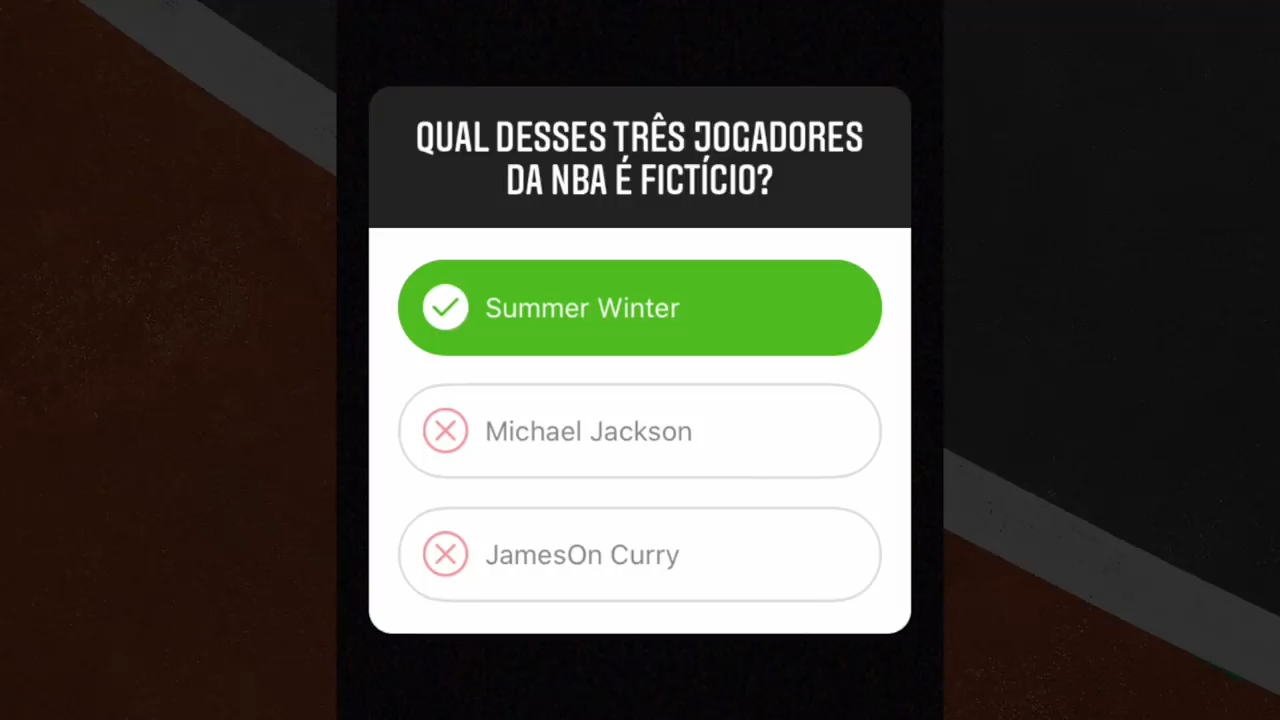 QUAL DESSES TRÊS JOGADORES
DA NBA É FICTÍCIO?
Summer Winter
Michael Jackson
JamesOn Curry